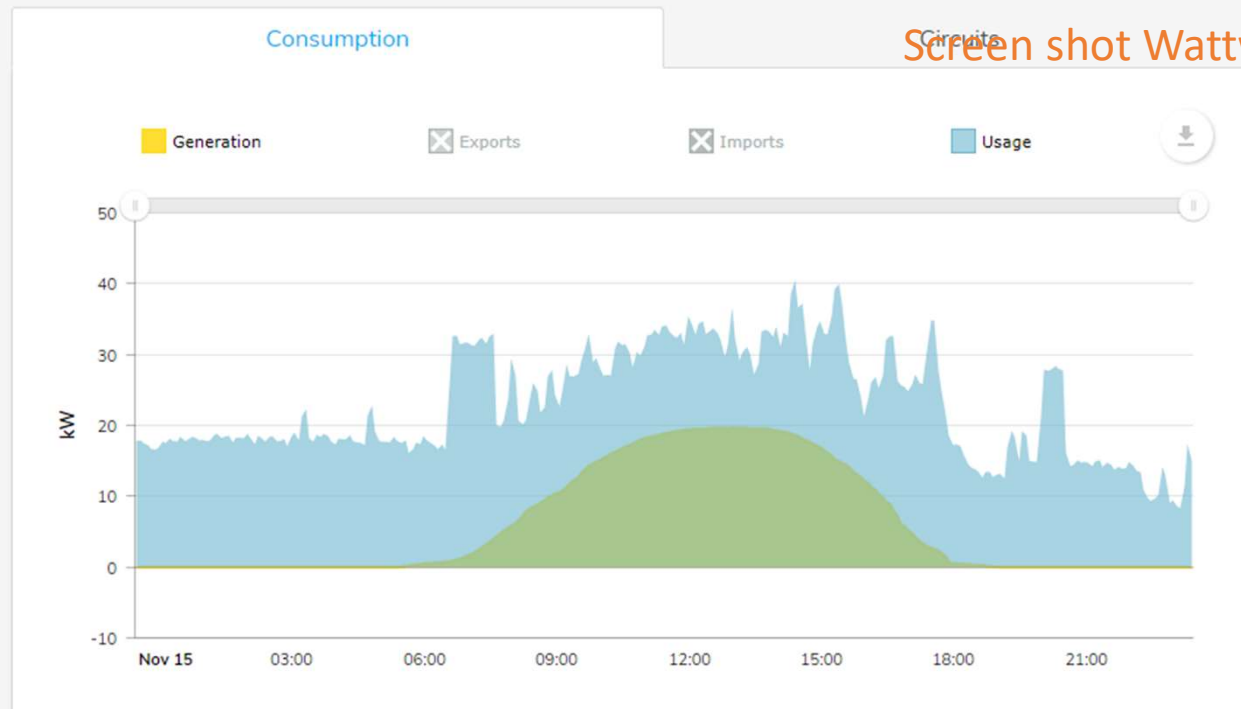 Consumption
Circuits
Screen shot
Generation
Exports
Imports
Usage
50
40
30
20
10
0
-10
kW
Nov 15
03:00
06:00
09:00
12:00
15:00
18:00
21:00